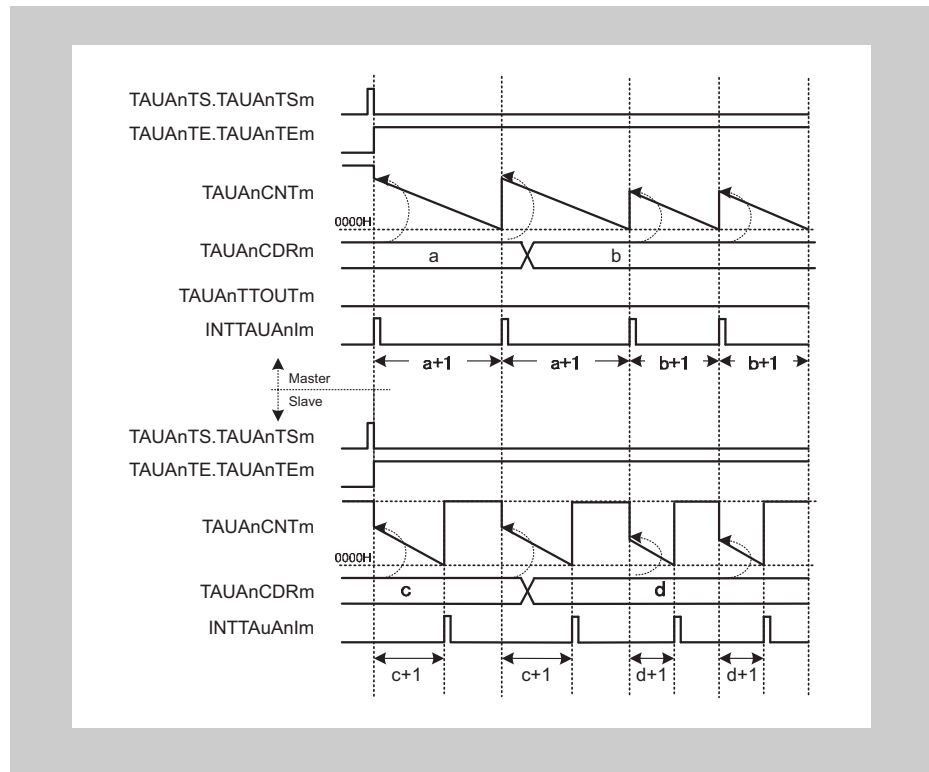 TAUAnTS.TAUAnTSm
TAUAnTE.TAUAnTEm
TAUAnCNTm
0000H
TAUAnCDRm
a
b
TAUAnTTOUTm
INTTAUAnIm
a+1
a+1
b+1
b+1
Master
Slave
TAUAnTS.TAUAnTSm
TAUAnTE.TAUAnTEm
TAUAnCNTm
0000H
TAUAnCDRm
c
d
INTTAuAnIm
c+1
c+1
d+1
d+1